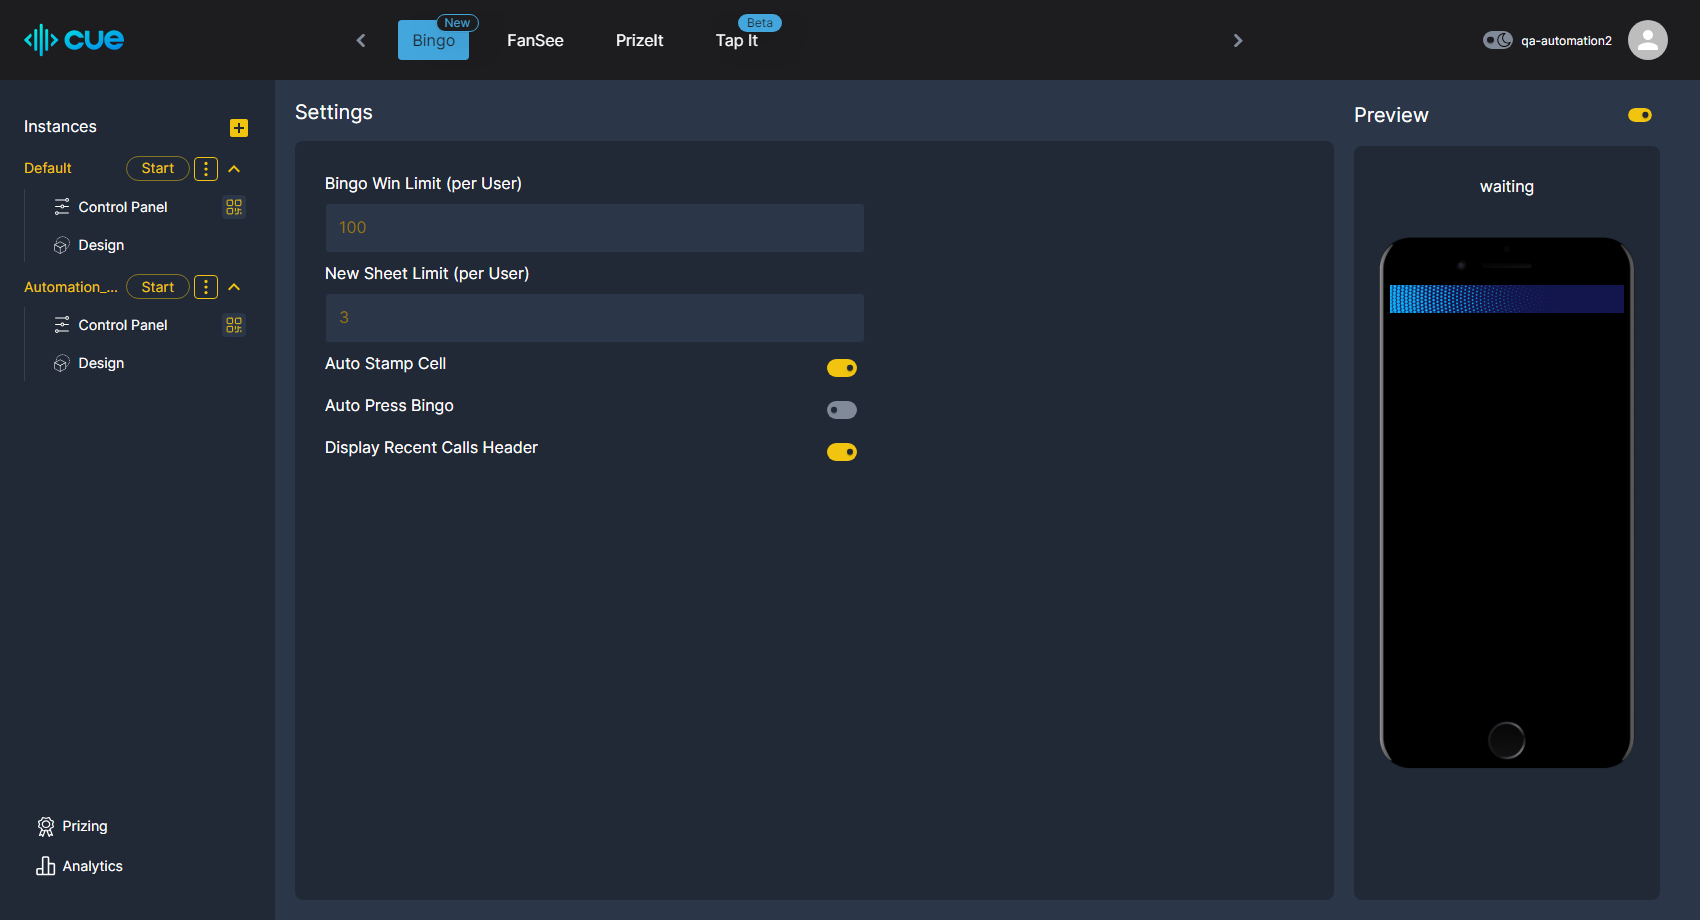 cue
Bingo
New
FanSee
PrizeIt
Tap It
Beta
qa-automation2
Instances
Default
Start
Control Panel
Design
Automation_...
Start
Control Panel
Design
Prizing
Analytics
Settings
Bingo Win Limit (per User)
100
New Sheet Limit (per User)
3
Auto Stamp Cell
Auto Press Bingo
Display Recent Calls Header
Preview
waiting